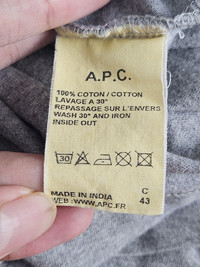 A.P.C.
100% COTON / COTTON
LAVAGE A 30°
REPASSAGE SUR L'ENVERS
WASH 30° AND IRON
INSIDE OUT
30
MADE IN INDIA
C
WEB : WWW.APC.FR
43